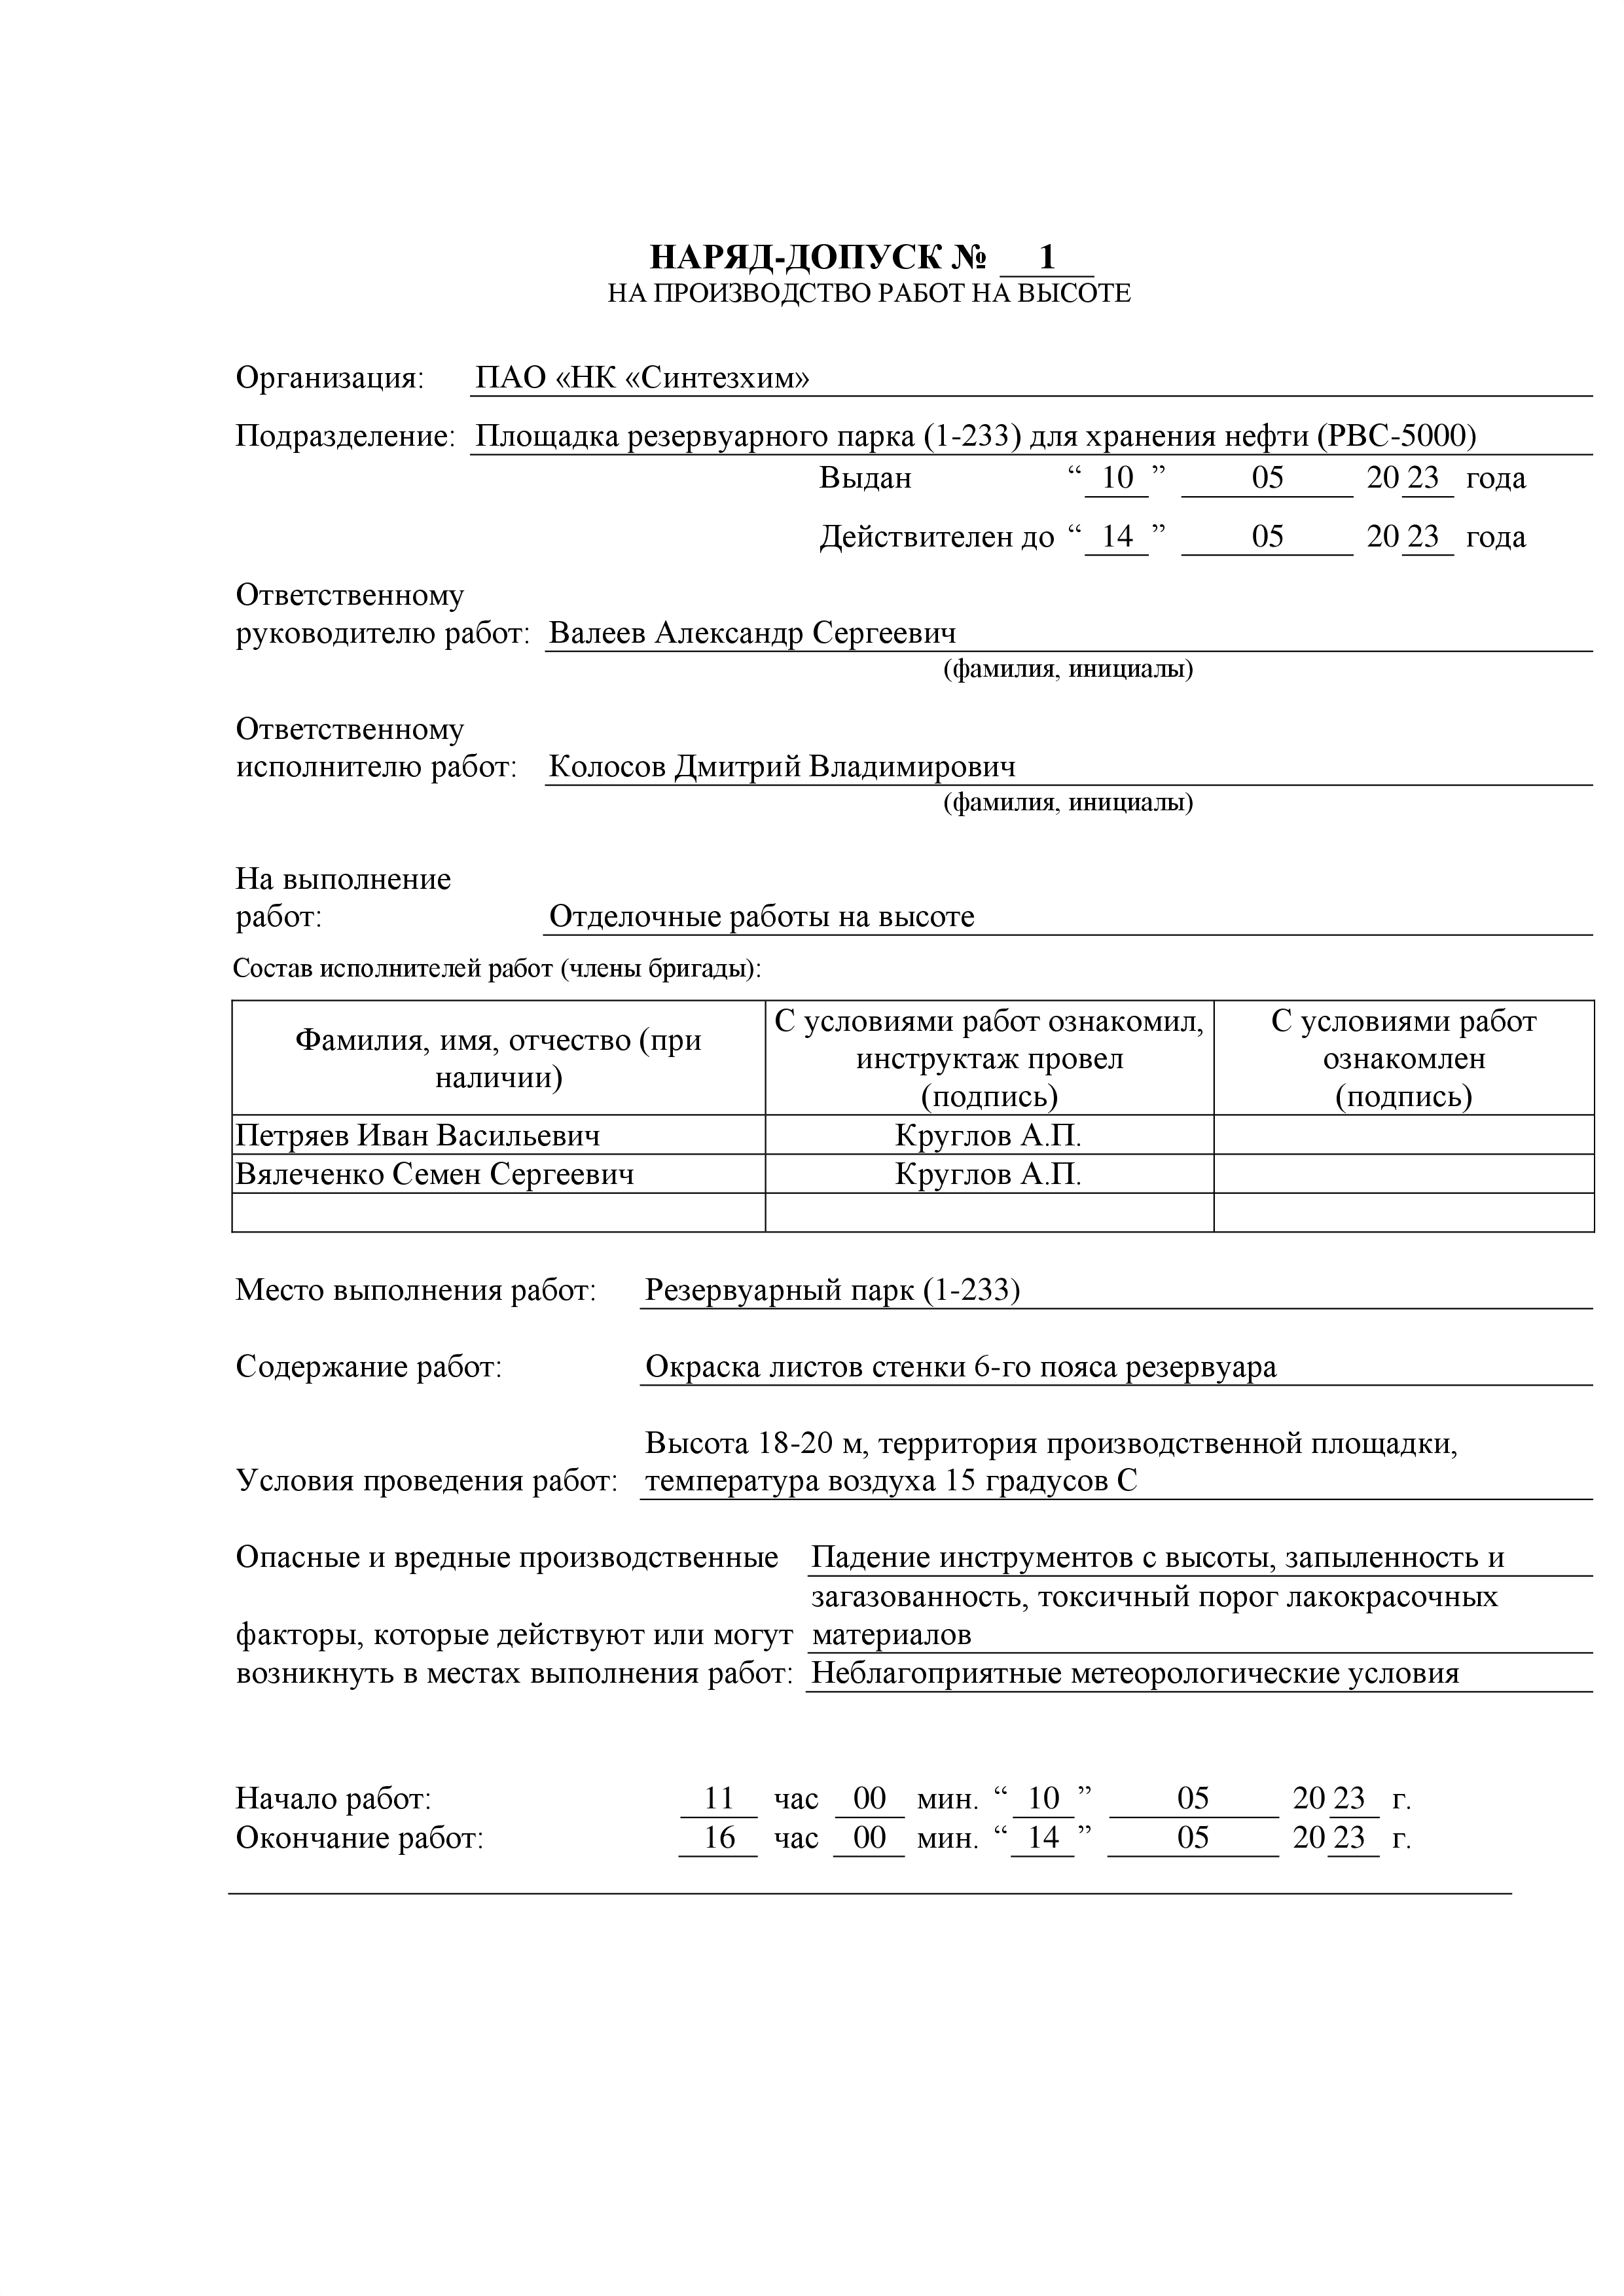 НАРЯД-ДОПУСК № 1
НА ПРОИЗВОДСТВО РАБОТ НА ВЫСОТЕ
Организация: ПАО «НК «Синтезхим»
Подразделение: Площадка резервуарного парка (1-233) для хранения нефти (РВС-5000)
Выдан “ 10 ” 05 20 23 года
Действителен до “ 14 ” 05 20 23 года
Ответственному
руководителю работ: Валеев Александр Сергеевич
(фамилия, инициалы)
Ответственному
исполнителю работ: Колосов Дмитрий Владимирович
(фамилия, инициалы)
На выполнение
работ: Отделочные работы на высоте
Состав исполнителей работ (члены бригады):
Фамилия, имя, отчество (при
наличии)
С условиями работ ознакомил,
инструктаж провел
(подпись)
С условиями работ
ознакомлен
(подпись)
Петряев Иван Васильевич Круглов А.П.
Вялеченко Семен Сергеевич Круглов А.П.
Место выполнения работ: Резервуарный парк (1-233)
Содержание работ: Окраска листов стенки 6-го пояса резервуара
Высота 18-20 м, территория производственной площадки,
Условия проведения работ: температура воздуха 15 градусов С
Опасные и вредные производственные Падение инструментов с высоты, запыленность и
загазованность, токсичный порог лакокрасочных
факторы, которые действуют или могут материалов
возникнуть в местах выполнения работ: Неблагоприятные метеорологические условия
Начало работ: 11 час 00 мин. “ 10 ” 05 20 23 г.
Окончание работ: 16 час 00 мин. “ 14 ” 05 20 23 г.